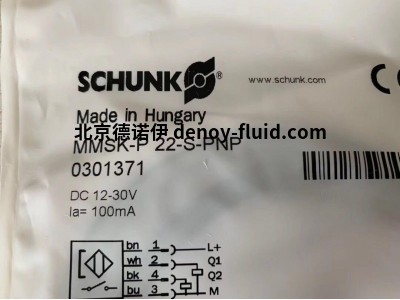 SCHUNK ® www.schunk.com CE
Made in Hungary
北京德诺伊 denoy-fluid.com
MMSK-P 22-S-PNP
0301371
DC 12-30V
Ia= 100mA
bn 1 L+
wh 2 Q1
bk 4 Q2
bu 3 M